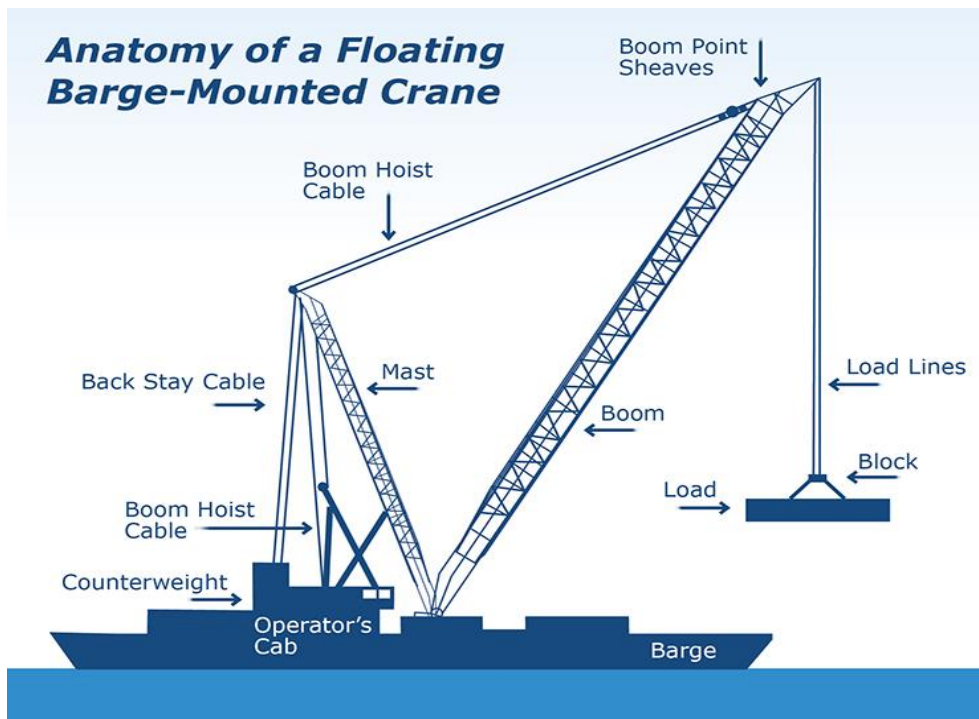 Anatomy of a Floating
Barge-Mounted Crane
Boom Point
Sheaves
Boom Hoist
Cable
Back Stay Cable
Mast
Load Lines
Boom
Block
Load
Boom Hoist
Cable
Counterweight
Operator's
Cab
Barge